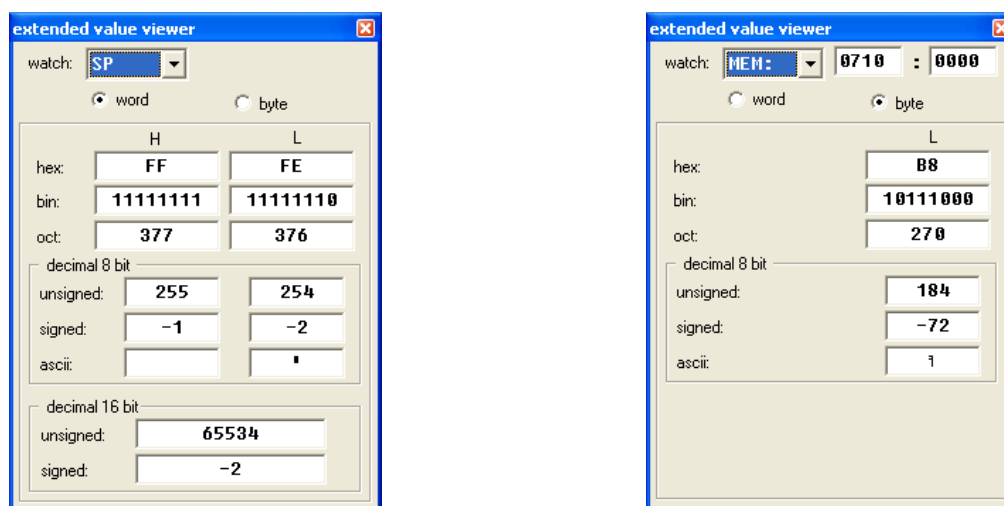 extended value viewer
watch: SP
word byte
H L
hex: FF FE
bin: 11111111 11111110
oct: 377 376
decimal 8 bit
unsigned: 255 254
signed: -1 -2
ascii: ■
decimal 16 bit
unsigned: 65534
signed: -2
extended value viewer
watch: MEM: 0710 : 0000
word byte
L
hex: B8
bin: 10111000
oct: 270
decimal 8 bit
unsigned: 184
signed: -72
ascii: ╕